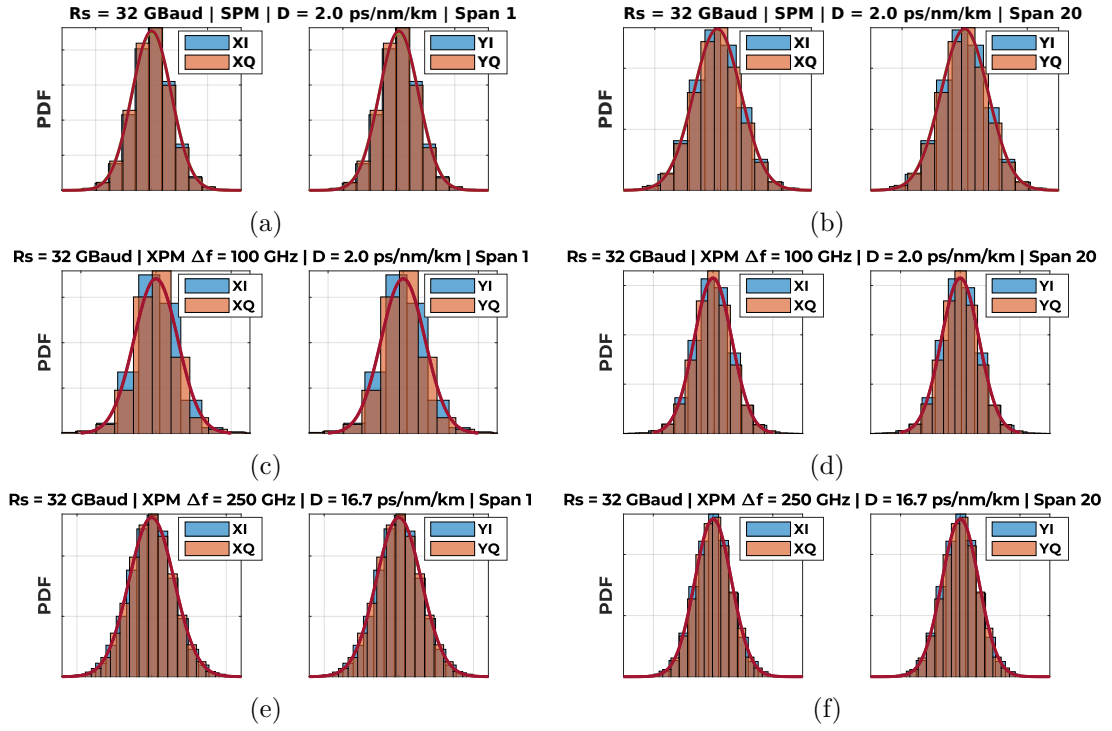 Rs = 32 GBaud | SPM | D = 2.0 ps/nm/km | Span 1
PDF
XI
XQ
YI
YQ
(a)
Rs = 32 GBaud | SPM | D = 2.0 ps/nm/km | Span 20
PDF
XI
XQ
YI
YQ
(b)
Rs = 32 GBaud | XPM Δf = 100 GHz | D = 2.0 ps/nm/km | Span 1
PDF
XI
XQ
YI
YQ
(c)
Rs = 32 GBaud | XPM Δf = 100 GHz | D = 2.0 ps/nm/km | Span 20
PDF
XI
XQ
YI
YQ
(d)
Rs = 32 GBaud | XPM Δf = 250 GHz | D = 16.7 ps/nm/km | Span 1
PDF
XI
XQ
YI
YQ
(e)
Rs = 32 GBaud | XPM Δf = 250 GHz | D = 16.7 ps/nm/km | Span 20
PDF
XI
XQ
YI
YQ
(f)